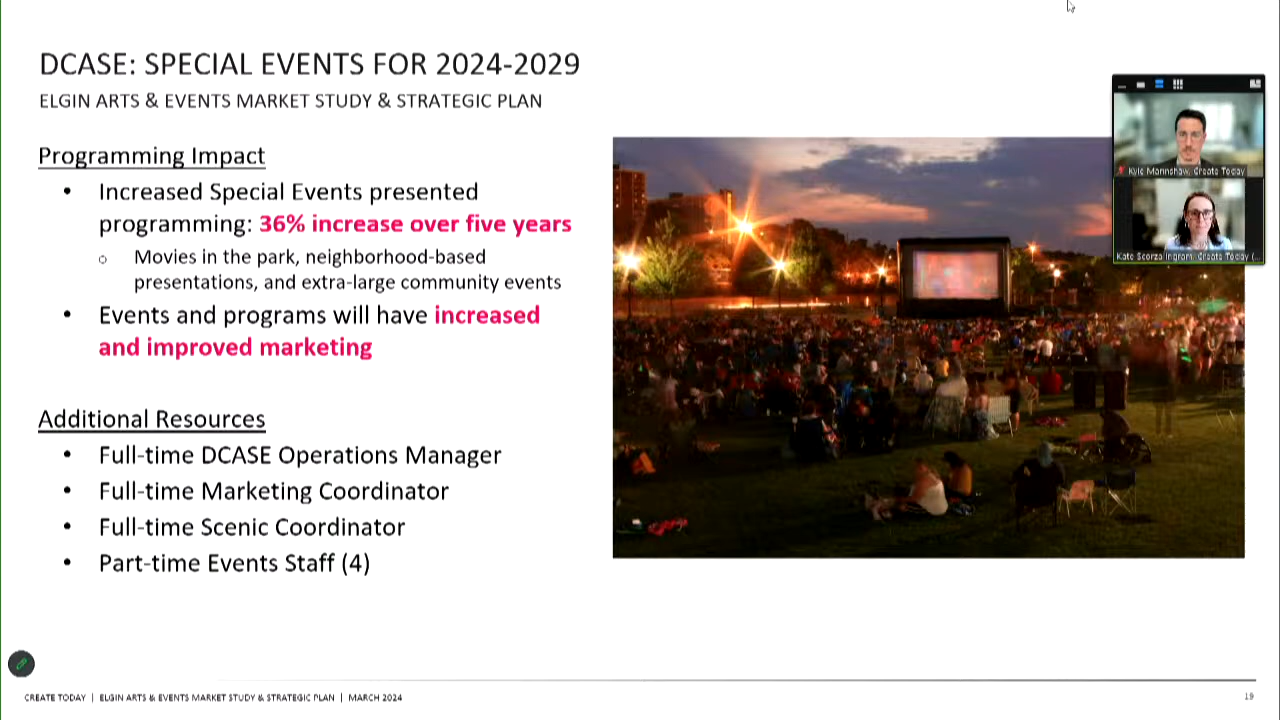 DCASE: SPECIAL EVENTS FOR 2024-2029
ELGIN ARTS & EVENTS MARKET STUDY & STRATEGIC PLAN
Programming Impact
• Increased Special Events presented
programming: 36% increase over five years
○ Movies in the park, neighborhood-based
presentations, and extra-large community events
• Events and programs will have increased
and improved marketing
Additional Resources
• Full-time DCASE Operations Manager
• Full-time Marketing Coordinator
• Full-time Scenic Coordinator
• Part-time Events Staff (4)
Kyle Mannshaw, Create Today
Kate Scorza Ingram, Create Today (...
CREATE TODAY | ELGIN ARTS & EVENTS MARKET STUDY & STRATEGIC PLAN | MARCH 2024
19